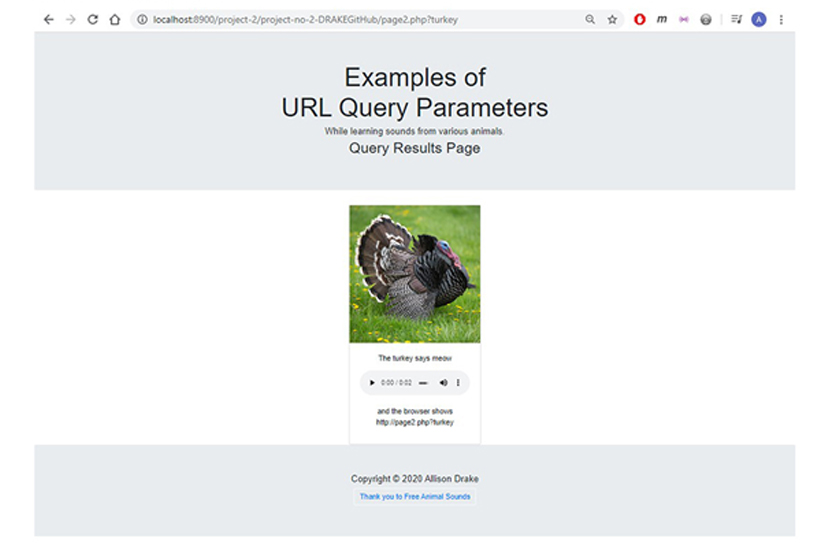 localhost:8900/project-2/project-no-2-DRAKEGitHub/page2.php?turkey
m
A
Examples of
URL Query Parameters
While learning sounds from various animals.
Query Results Page
The turkey says meow
0:00 / 0:02
and the browser shows
http://page2.php?turkey
Copyright © 2020 Allison Drake
Thank you to Free Animal Sounds